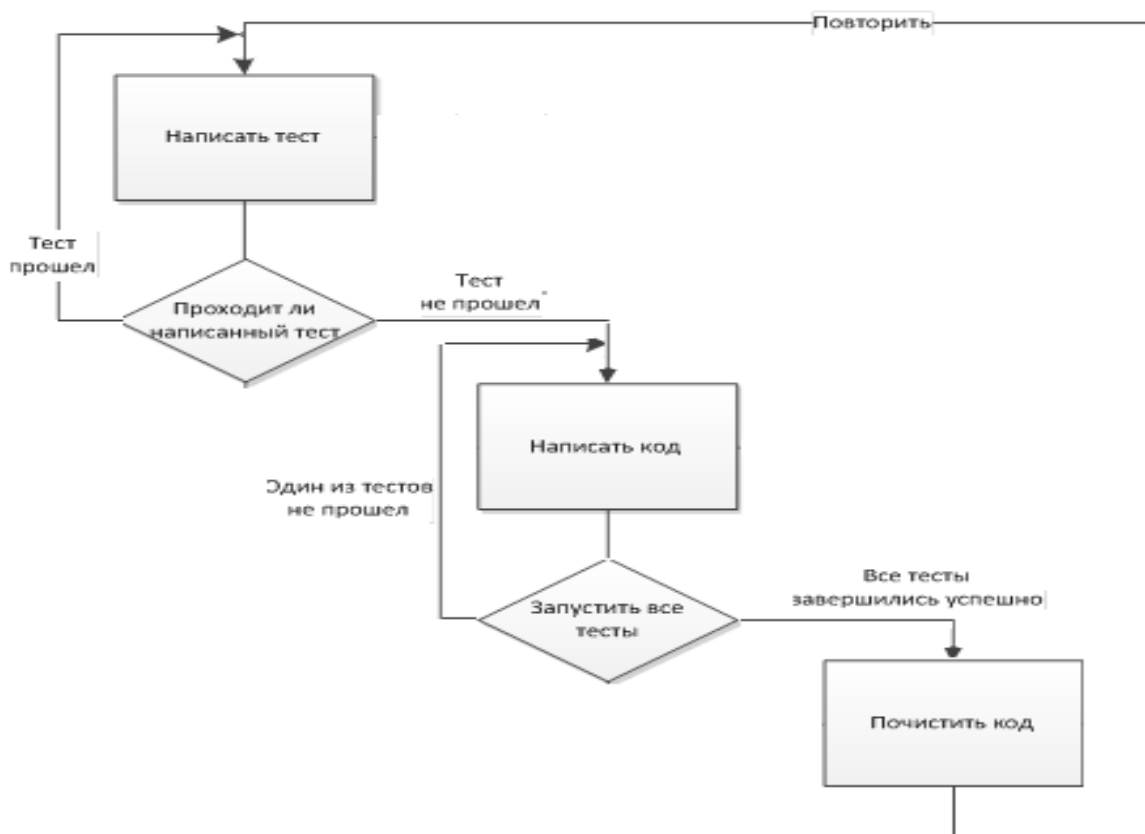 Повторить
Написать тест
Тест
прошел
Проходит ли
написанный тест
Тест
не прошел
Написать код
Один из тестов
не прошел
Запустить все
тесты
Все тесты
завершились успешно
Почистить код